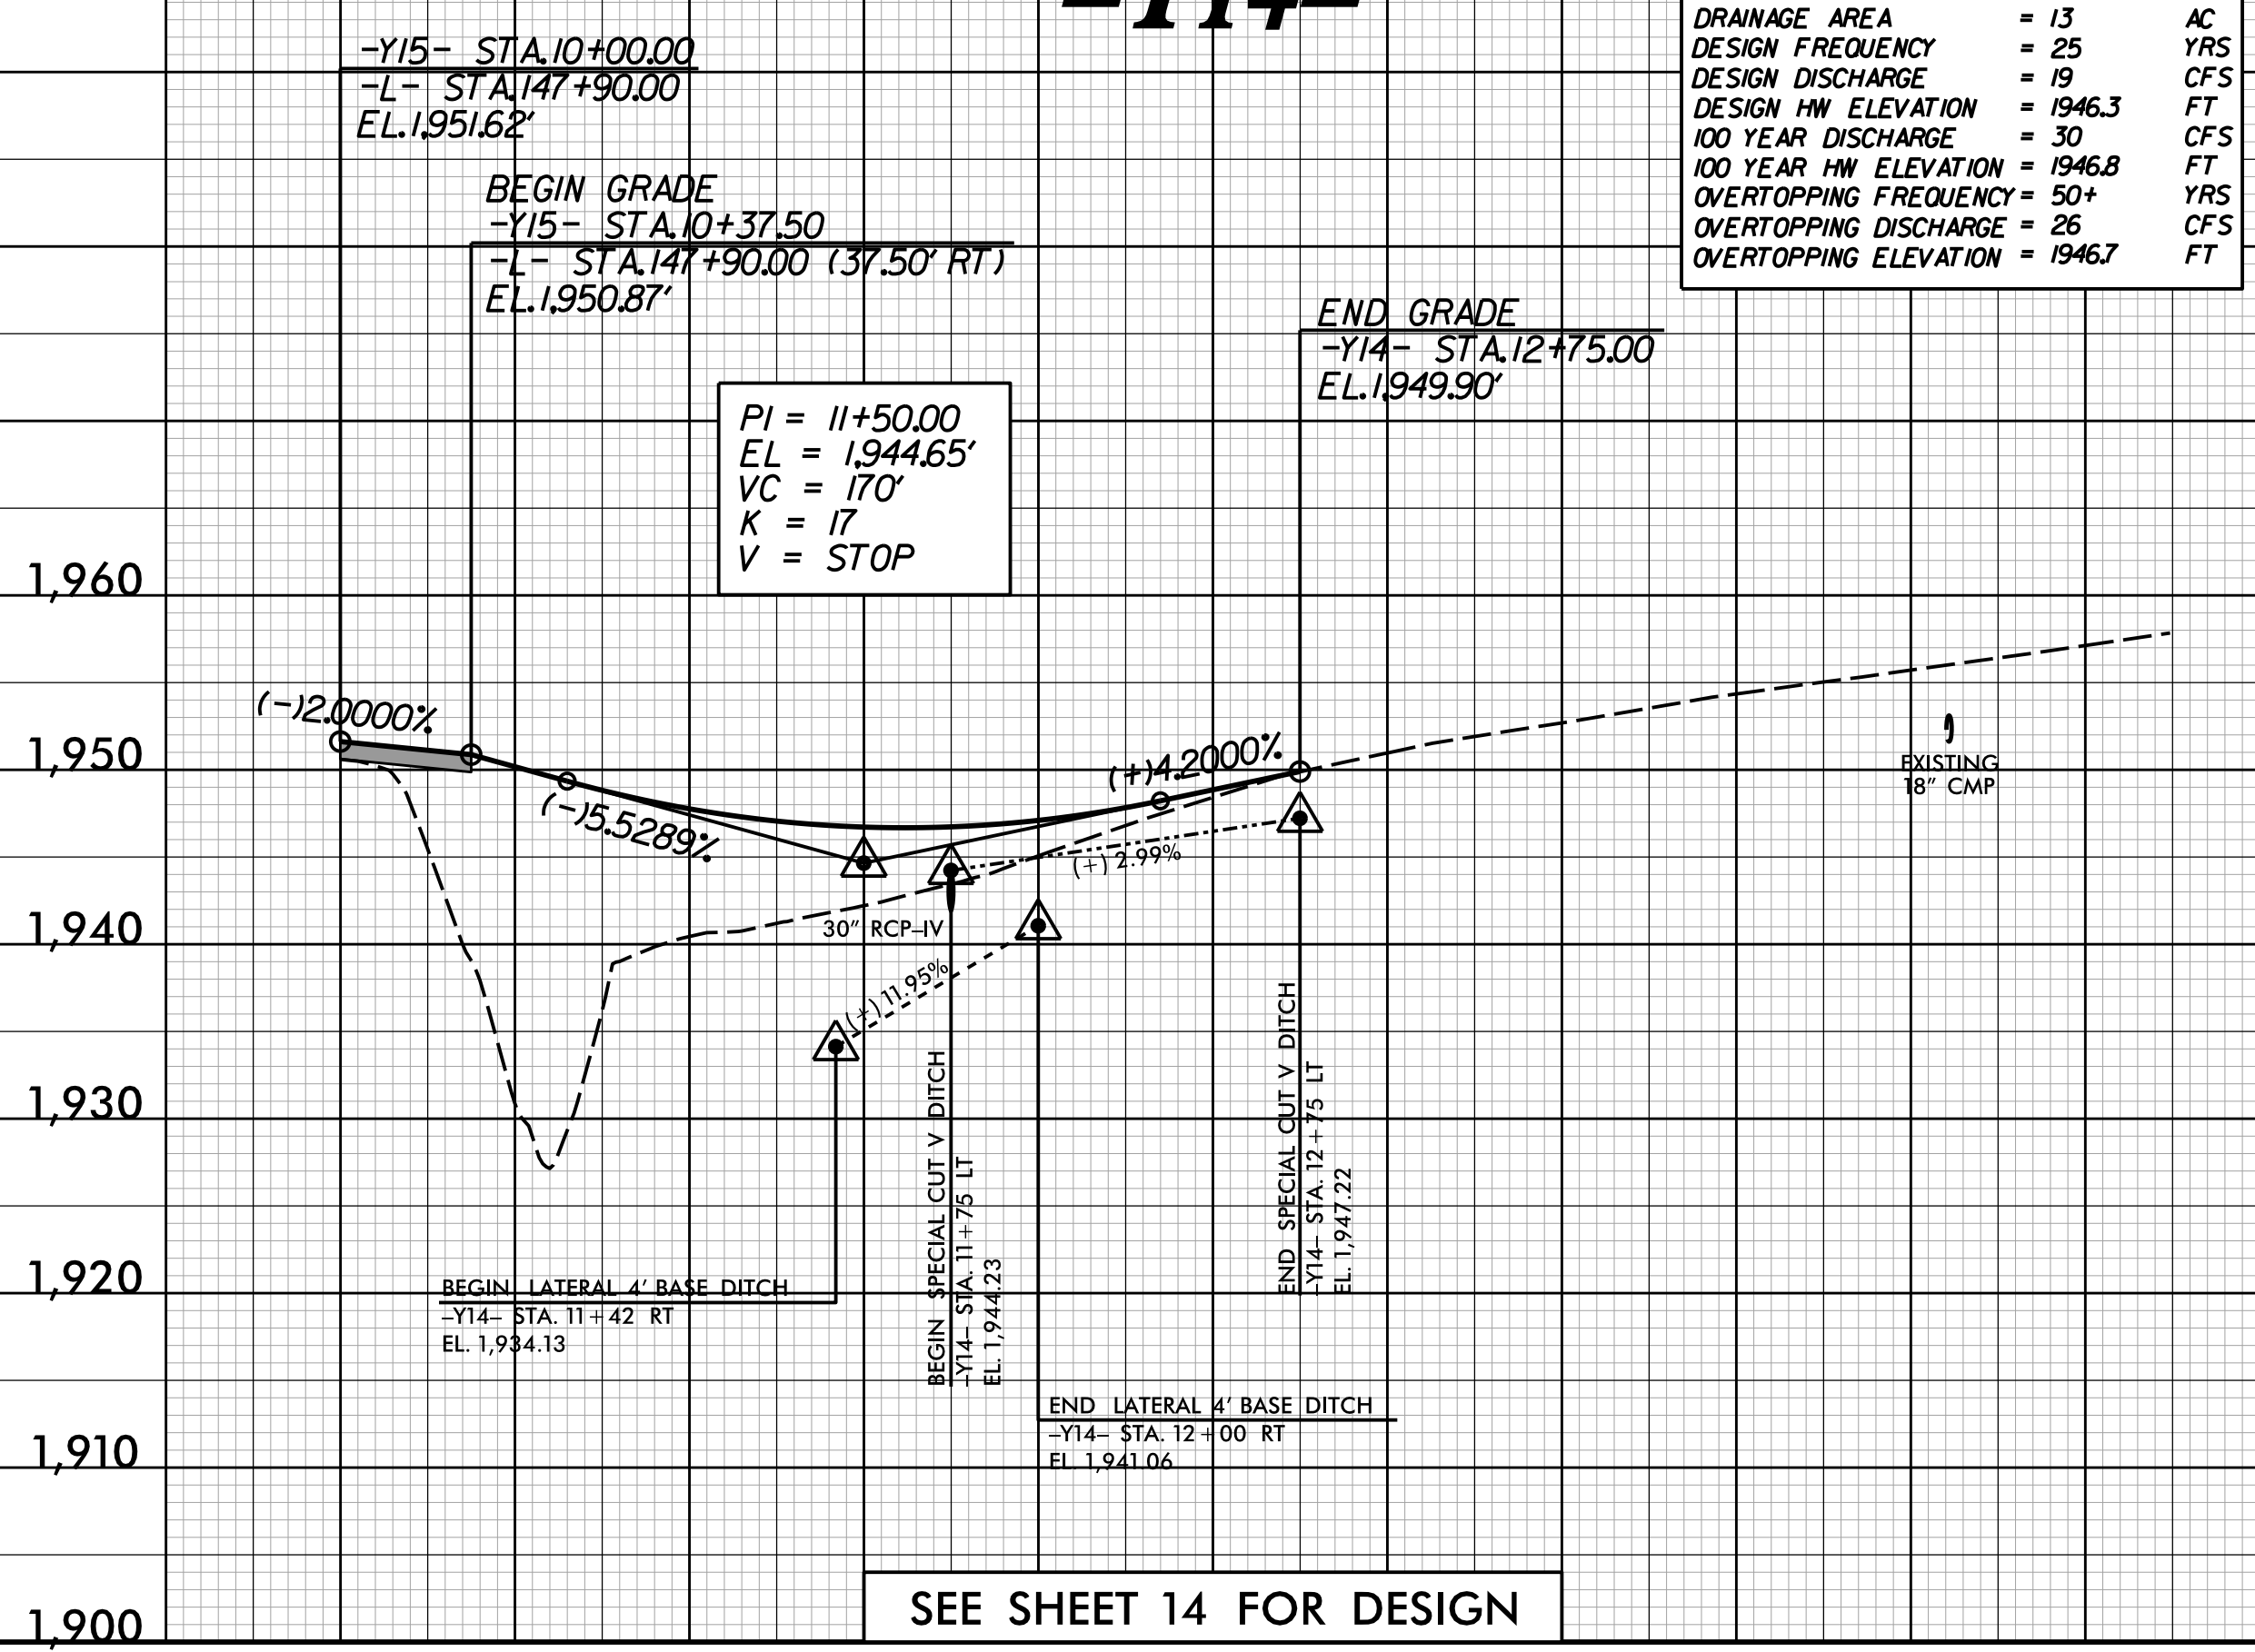 -Y14-
DRAINAGE AREA = 13 AC
DESIGN FREQUENCY = 25 YRS
DESIGN DISCHARGE = 19 CFS
DESIGN HW ELEVATION = 1946.3 FT
100 YEAR DISCHARGE = 30 CFS
100 YEAR HW ELEVATION = 1946.8 FT
OVERTOPPING FREQUENCY = 50+ YRS
OVERTOPPING DISCHARGE = 26 CFS
OVERTOPPING ELEVATION = 1946.7 FT
-Y15- STA.10+00.00
-L- STA.147+90.00
EL.1,951.62'
BEGIN GRADE
-Y15- STA.10+37.50
-L- STA.147+90.00 (37.50' RT)
EL.1,950.87'
END GRADE
-Y14- STA.12+75.00
EL.1,949.90'
PI = 11+50.00
EL = 1,944.65'
VC = 170'
K = 17
V = STOP
1,960
(-)2.0000%
1,950
(-)5.5289%
(+)4.2000%
EXISTING
18" CMP
(+) 2.99%
1,940
30" RCP-IV
(+) 11.95%
1,930
1,920
BEGIN LATERAL 4' BASE DITCH
-Y14- STA. 11+42 RT
EL. 1,934.13
BEGIN SPECIAL CUT V DITCH
-Y14- STA. 11+75 LT
EL. 1,944.23
END SPECIAL CUT V DITCH
-Y14- STA. 12+75 LT
EL. 1,947.22
END LATERAL 4' BASE DITCH
-Y14- STA. 12+00 RT
EL. 1,941.06
1,910
1,900
SEE SHEET 14 FOR DESIGN